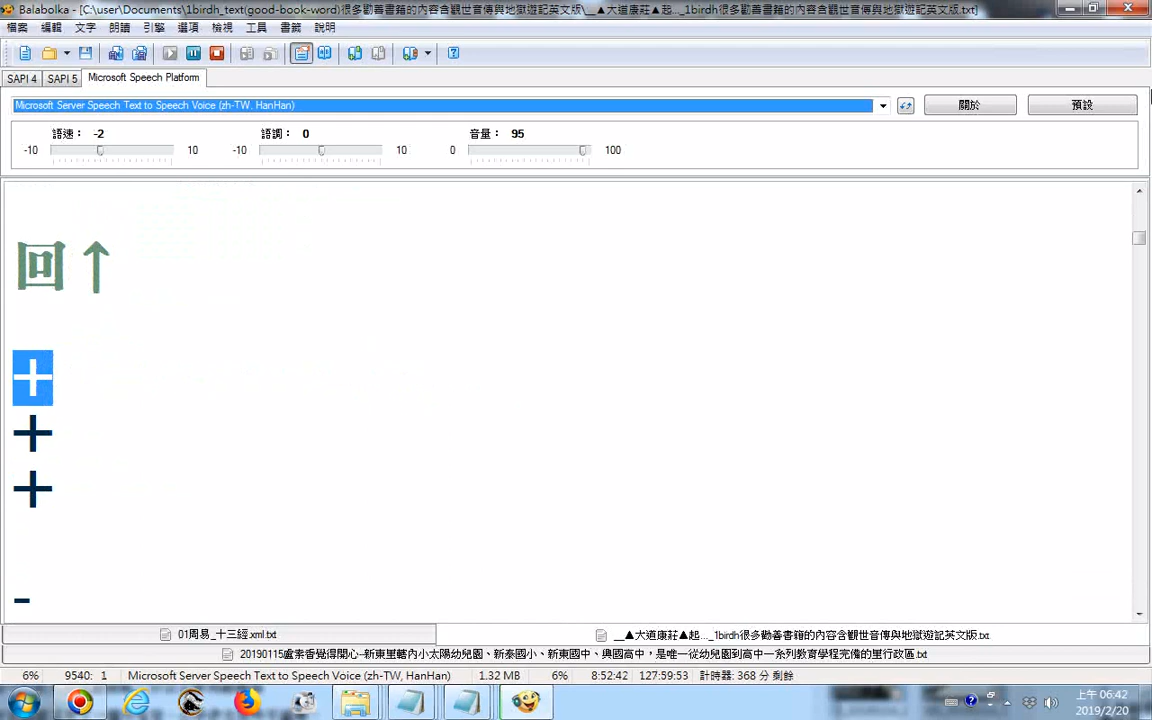 Balabolka - [C:\user\Documents\1birdh_text(good-book-word)很多勸善書籍的內容含觀世音傳與地獄遊記英文版\__▲大道康莊▲起..._1birdh很多勸善書籍的內容含觀世音傳與地獄遊記英文版.txt]
檔案 編輯 文字 朗讀 引擎 選項 檢視 工具 書籤 說明
SAPI 4 SAPI 5 Microsoft Speech Platform
Microsoft Server Speech Text to Speech Voice (zh-TW, HanHan) 關於 預設
語速： -2 語調： 0 音量： 95
-10 10 -10 10 0 100
回↑
+
+
+
-
01周易_十三經.xml.txt __▲大道康莊▲起..._1birdh很多勸善書籍的內容含觀世音傳與地獄遊記英文版.txt
20190115盧素香覺得開心--新東里轄內小太陽幼兒園、新泰國小、新東國中、興國高中，是唯一從幼兒園到高中一系列教育學程完備的里行政區.txt
6% 9540: 1 Microsoft Server Speech Text to Speech Voice (zh-TW, HanHan) 1.32 MB 6% 8:52:42 127:59:53 計時器: 368 分 剩餘
上午 06:42
2019/2/20